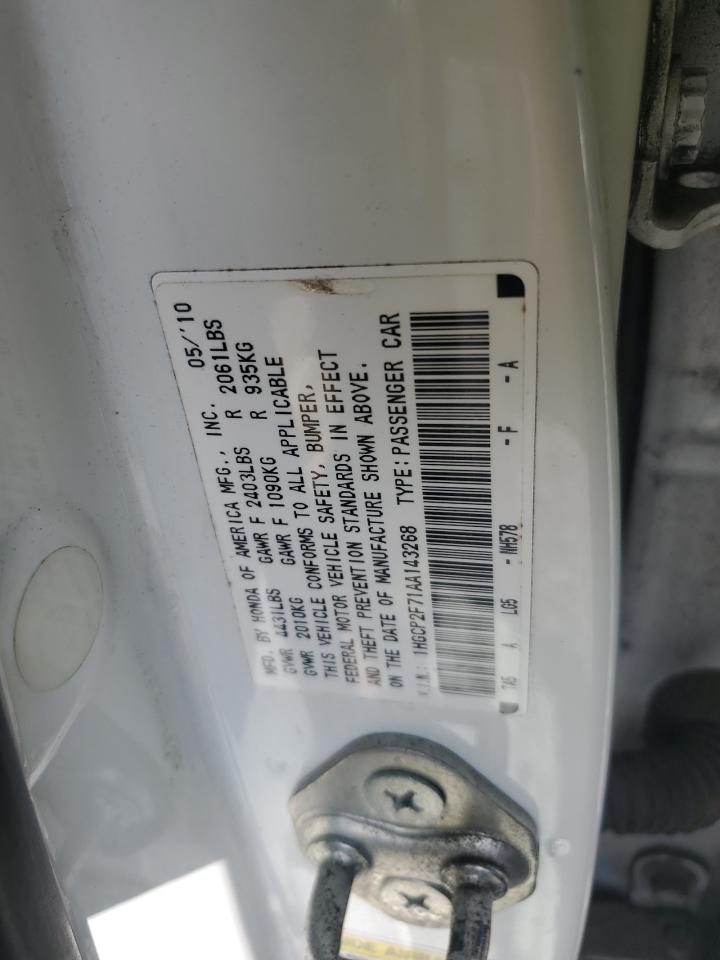 MFD. BY HONDA OF AMERICA MFG., INC. 05/'10
GVWR 4431LBS GAWR F 2403LBS R 2061LBS
GVWR 2010KG GAWR F 1090KG R 935KG
THIS VEHICLE CONFORMS TO ALL APPLICABLE
FEDERAL MOTOR VEHICLE SAFETY, BUMPER,
AND THEFT PREVENTION STANDARDS IN EFFECT
ON THE DATE OF MANUFACTURE SHOWN ABOVE.
V.I.N.: 1HGCP2F71AA143268 TYPE: PASSENGER CAR
TA5 A LG5 - NH578 - F - A